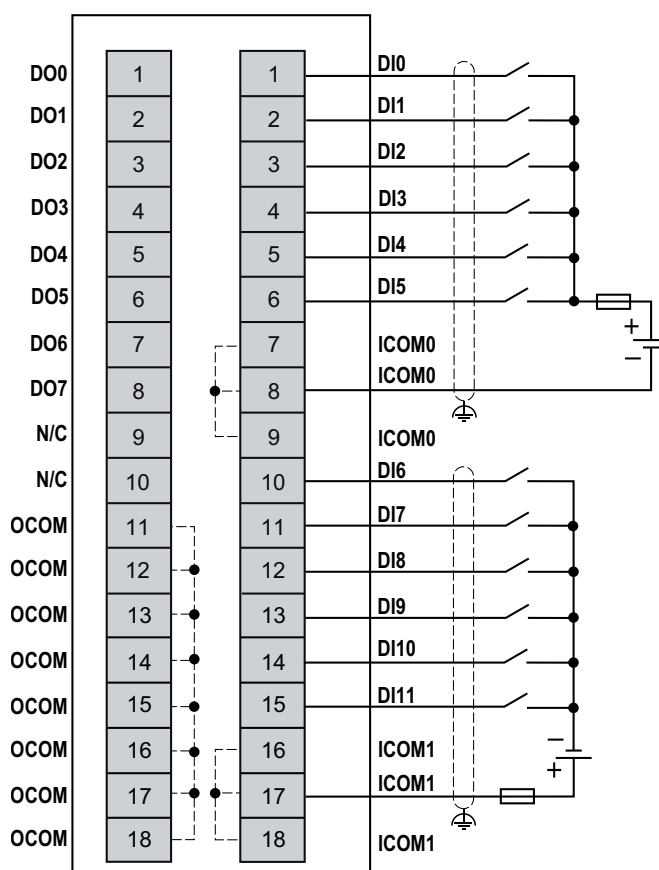 DO0 1 1 DI0
DO1 2 2 DI1
DO2 3 3 DI2
DO3 4 4 DI3
DO4 5 5 DI4
DO5 6 6 DI5
DO6 7 7 ICOM0
+
−
DO7 8 8 ICOM0
N/C 9 9 ICOM0
N/C 10 10 DI6
OCOM 11 11 DI7
OCOM 12 12 DI8
OCOM 13 13 DI9
OCOM 14 14 DI10
OCOM 15 15 DI11
OCOM 16 16 ICOM1
−
+
OCOM 17 17 ICOM1
OCOM 18 18 ICOM1